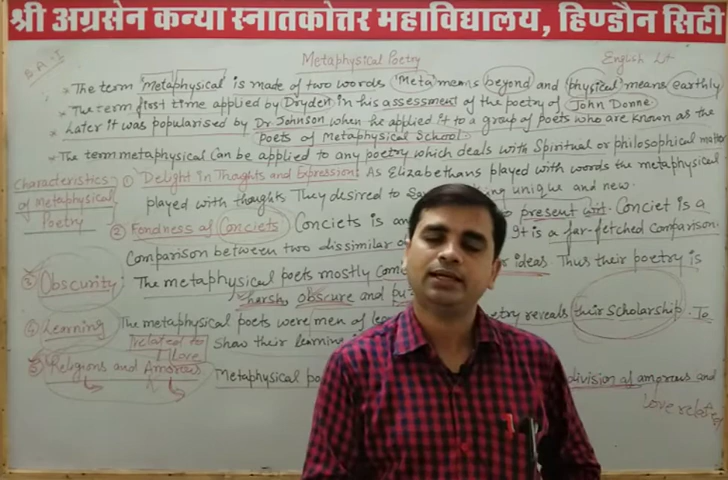 श्री अग्रसेन कन्या स्नातकोत्तर महाविद्यालय, हिण्डौन सिटी
B.A.-I Metaphysical Poetry English Lit
* The term "Metaphysical" is made of two words 'Meta' means beyond and 'physical' means earthly
* The term first time applied by Dryden in his assessment of the poetry of John Donne
* Later it was popularised by Dr Johnson when he applied it to a group of poets who are known as the
poets of Metaphysical School.
* The term metaphysical can be applied to any poetry which deals with Spiritual or philosophical matter
Characteristics of Metaphysical Poetry
① Delight in Thoughts and Expression: As Elizabethans played with words the metaphysical
played with thoughts They desired to unique and new.
② Fondness of Conciets Conciets is an present wit. Conciet is a
Comparison between two dissimilar It is a far-fetched comparison.
③ Obscurity: The metaphysical poets mostly or ideas Thus their poetry is
harsh, obscure and
④ Learning The metaphysical poets were men of reveals their Scholarship. To
show their learning
related to love
⑤ Religious and Amorous Metaphysical division of amorous and
love